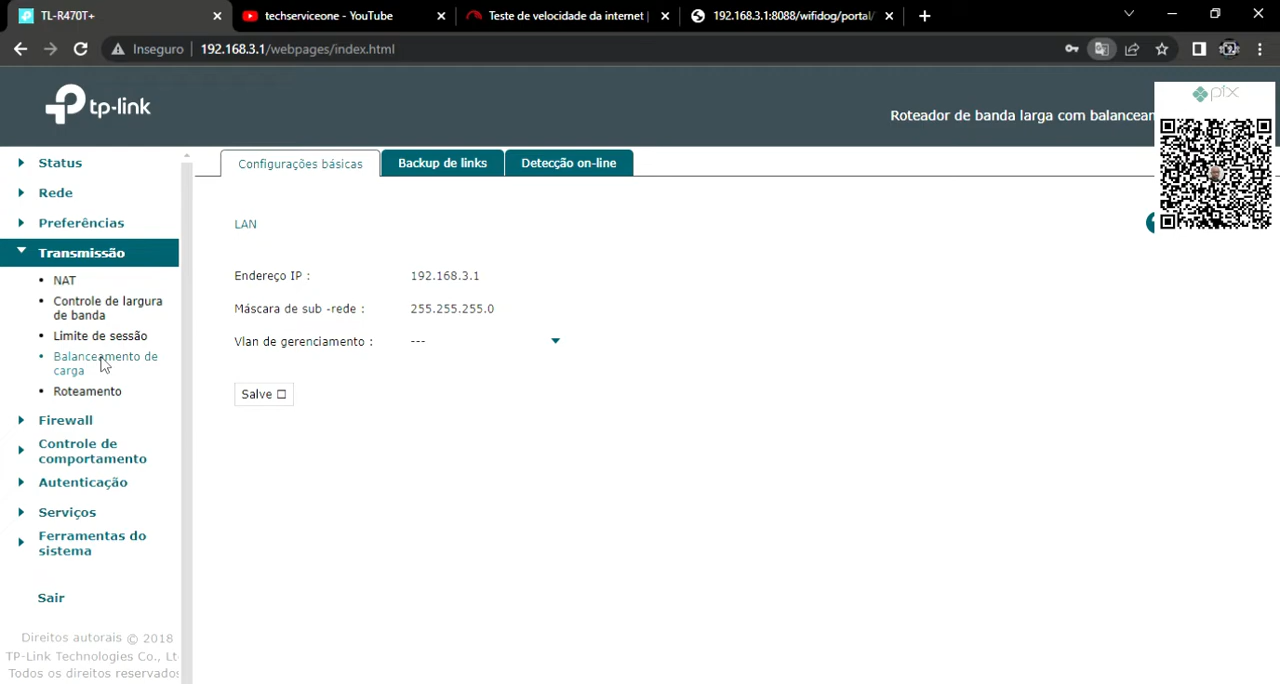 TL-R470T+
techserviceone - YouTube
Teste de velocidade da internet
192.168.3.1:8088/wifidog/portal/
Inseguro
192.168.3.1/webpages/index.html
tp-link
Roteador de banda larga com balancean
pix
Status
Rede
Preferências
Transmissão
NAT
Controle de largura
de banda
Limite de sessão
Balanceamento de
carga
Roteamento
Firewall
Controle de
comportamento
Autenticação
Serviços
Ferramentas do
sistema
Sair
Direitos autorais © 2018
TP-Link Technologies Co., Lt
Todos os direitos reservados
Configurações básicas
Backup de links
Detecção on-line
LAN
Endereço IP :
192.168.3.1
Máscara de sub -rede :
255.255.255.0
Vlan de gerenciamento :
---
Salve